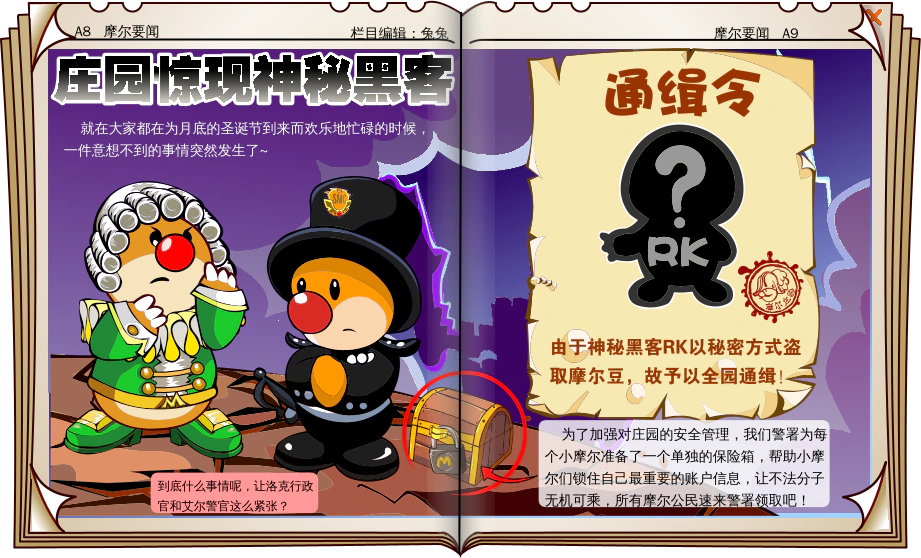 A8 摩尔要闻
栏目编辑：兔兔
摩尔要闻 A9
庄园惊现神秘黑客
就在大家都在为月底的圣诞节到来而欢乐地忙碌的时候，
一件意想不到的事情突然发生了~
SMC
到底什么事情呢，让洛克行政
官和艾尔警官这么紧张？
M
通缉令
?
RK
由于神秘黑客RK以秘密方式盗
取摩尔豆，故予以全园通缉！
为了加强对庄园的安全管理，我们警署为每
个小摩尔准备了一个单独的保险箱，帮助小摩
尔们锁住自己最重要的账户信息，让不法分子
无机可乘，所有摩尔公民速来警署领取吧！